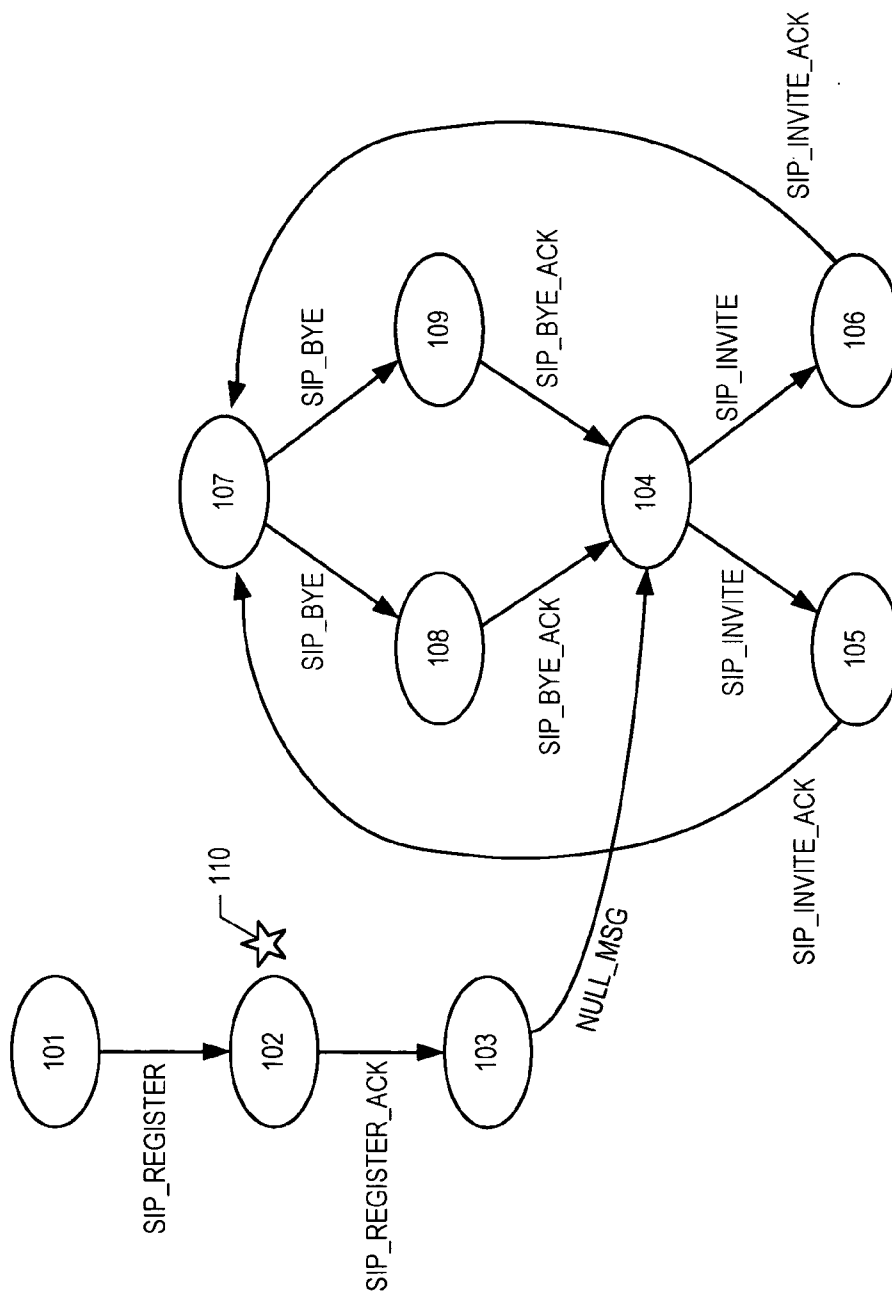 101
SIP_REGISTER
102
110
SIP_REGISTER_ACK
103
NULL_MSG
107
SIP_BYE
SIP_BYE
108
109
SIP_BYE_ACK
SIP_BYE_ACK
104
SIP_INVITE
SIP_INVITE
105
106
SIP_INVITE_ACK
SIP_INVITE_ACK